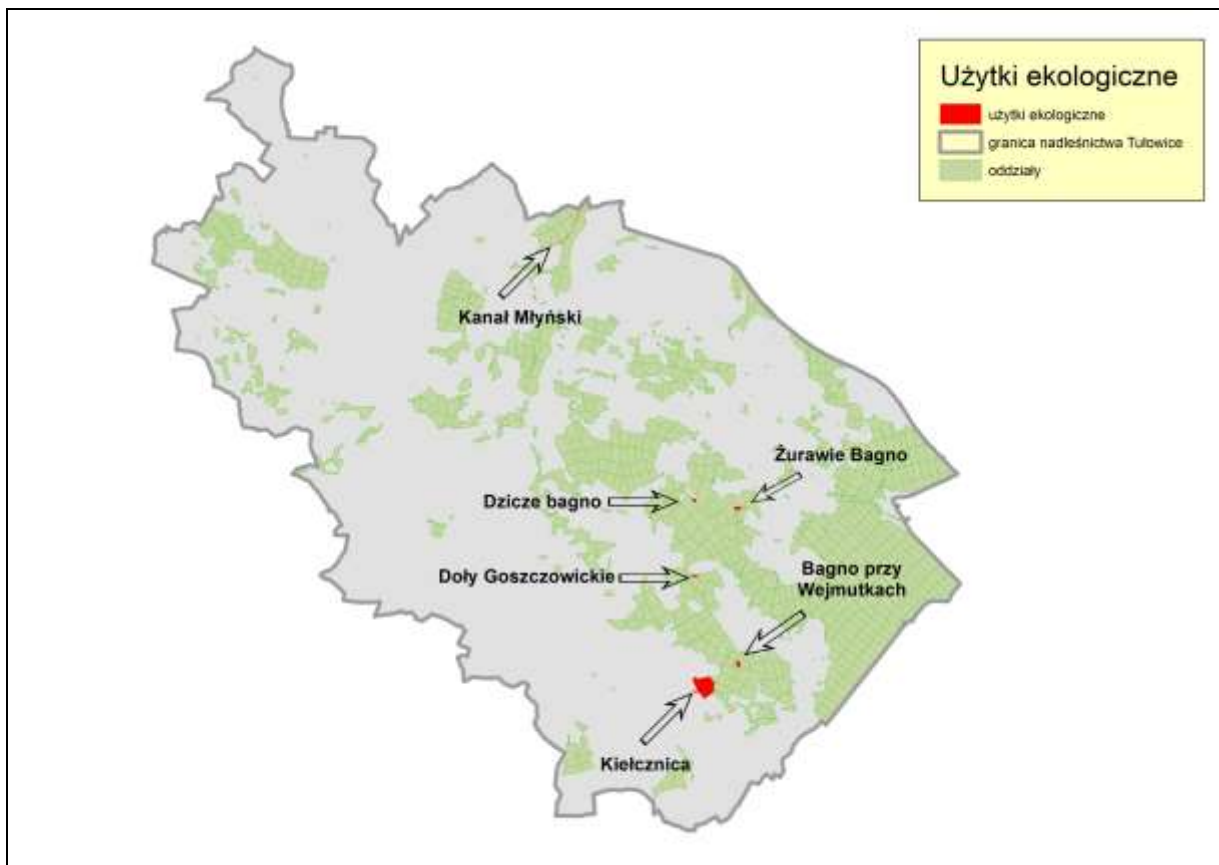 Użytki ekologiczne
użytki ekologiczne
granica nadleśnictwa Tułowice
oddziały
Kanał Młyński
Żurawie Bagno
Dzicze bagno
Doły Goszczowickie
Bagno przy
Wejmutkach
Kiełcznica